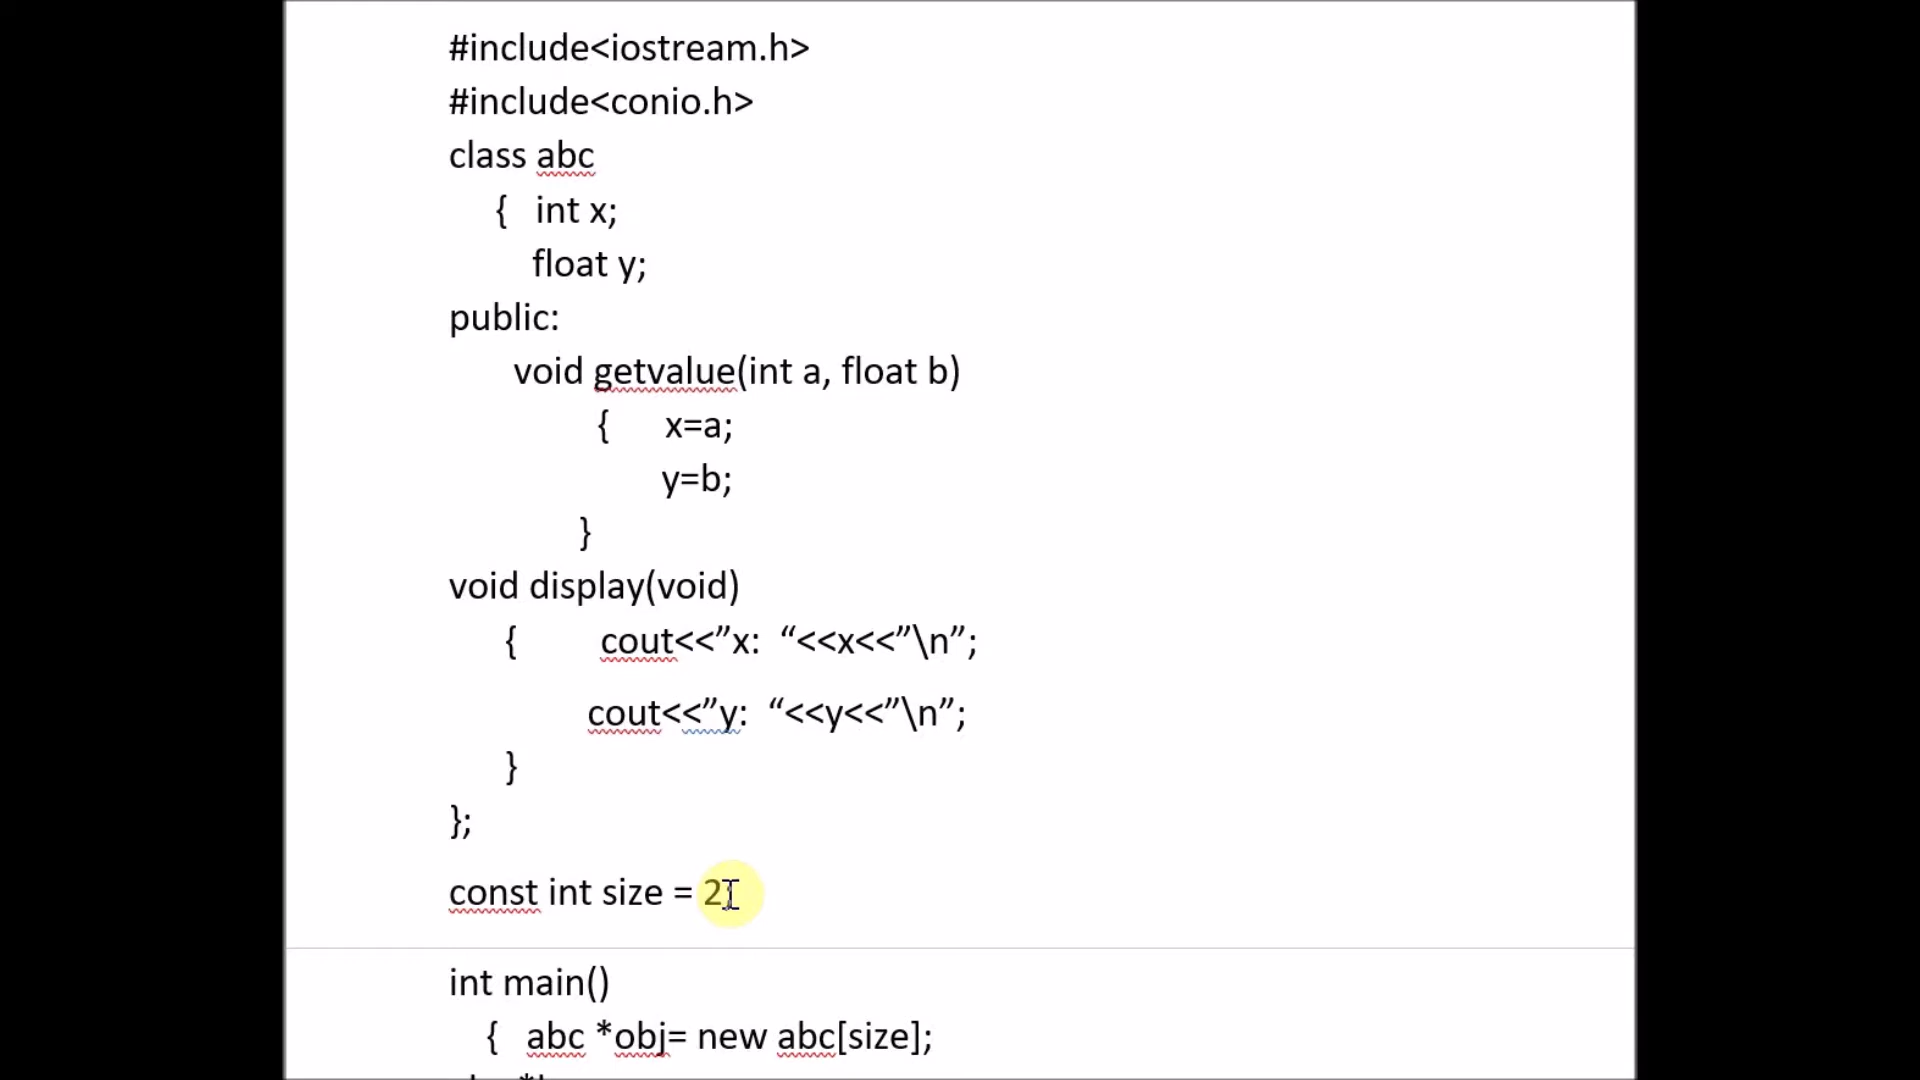 #include<iostream.h>
#include<conio.h>
class abc
{ int x;
float y;
public:
void getvalue(int a, float b)
{ x=a;
y=b;
}
void display(void)
{ cout<<”x: “<<x<<”\n”;
cout<<”y: “<<y<<”\n”;
}
};
const int size = 2;
int main()
{ abc *obj= new abc[size];